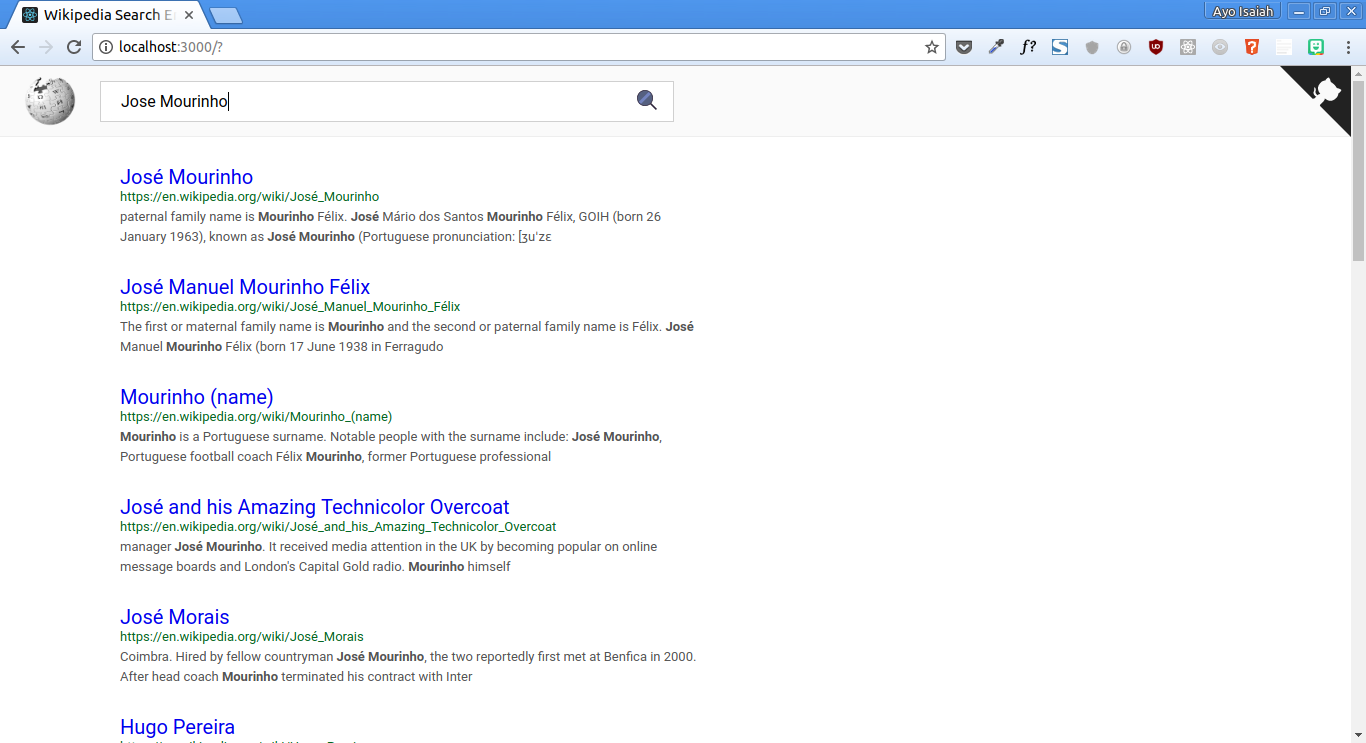 Wikipedia Search E
Ayo Isaiah
localhost:3000/?
f?
S
UD
?
Jose Mourinho
José Mourinho
https://en.wikipedia.org/wiki/José_Mourinho
paternal family name is Mourinho Félix. José Mário dos Santos Mourinho Félix, GOIH (born 26
January 1963), known as José Mourinho (Portuguese pronunciation: [ʒuˈzɛ
José Manuel Mourinho Félix
https://en.wikipedia.org/wiki/José_Manuel_Mourinho_Félix
The first or maternal family name is Mourinho and the second or paternal family name is Félix. José
Manuel Mourinho Félix (born 17 June 1938 in Ferragudo
Mourinho (name)
https://en.wikipedia.org/wiki/Mourinho_(name)
Mourinho is a Portuguese surname. Notable people with the surname include: José Mourinho,
Portuguese football coach Félix Mourinho, former Portuguese professional
José and his Amazing Technicolor Overcoat
https://en.wikipedia.org/wiki/José_and_his_Amazing_Technicolor_Overcoat
manager José Mourinho. It received media attention in the UK by becoming popular on online
message boards and London's Capital Gold radio. Mourinho himself
José Morais
https://en.wikipedia.org/wiki/José_Morais
Coimbra. Hired by fellow countryman José Mourinho, the two reportedly first met at Benfica in 2000.
After head coach Mourinho terminated his contract with Inter
Hugo Pereira